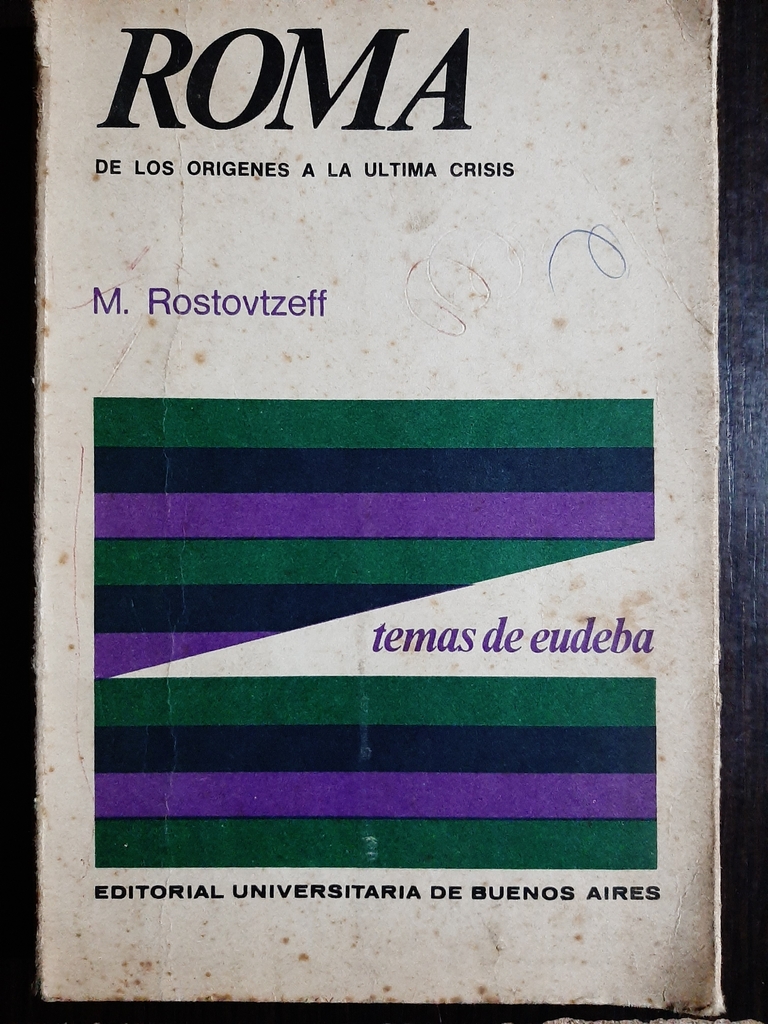 ROMA
DE LOS ORIGENES A LA ULTIMA CRISIS
M. Rostovtzeff
temas de eudeba
EDITORIAL UNIVERSITARIA DE BUENOS AIRES